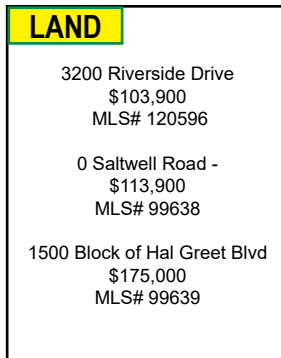 LAND
3200 Riverside Drive
$103,900
MLS# 120596
0 Saltwell Road -
$113,900
MLS# 99638
1500 Block of Hal Greet Blvd
$175,000
MLS# 99639